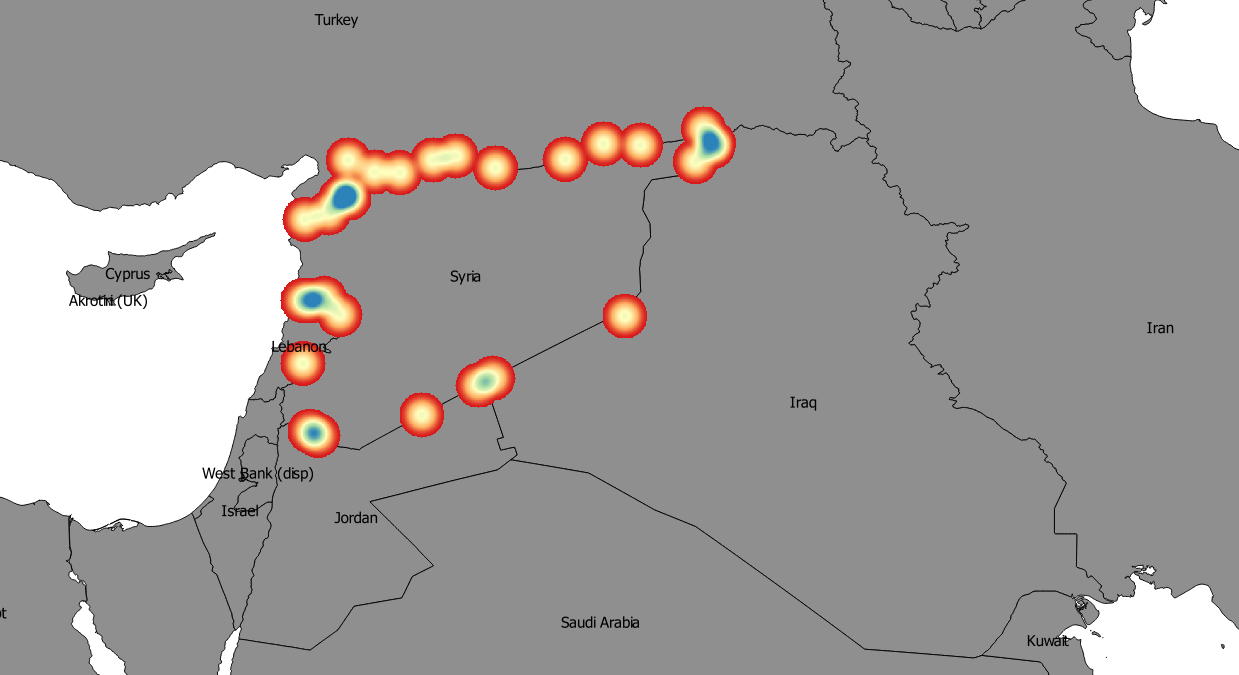 Turkey
Cyprus
Syria
Akrotiri (UK)
Lebanon
Iran
Iraq
West Bank (disp)
Israel
Jordan
Saudi Arabia
Kuwait